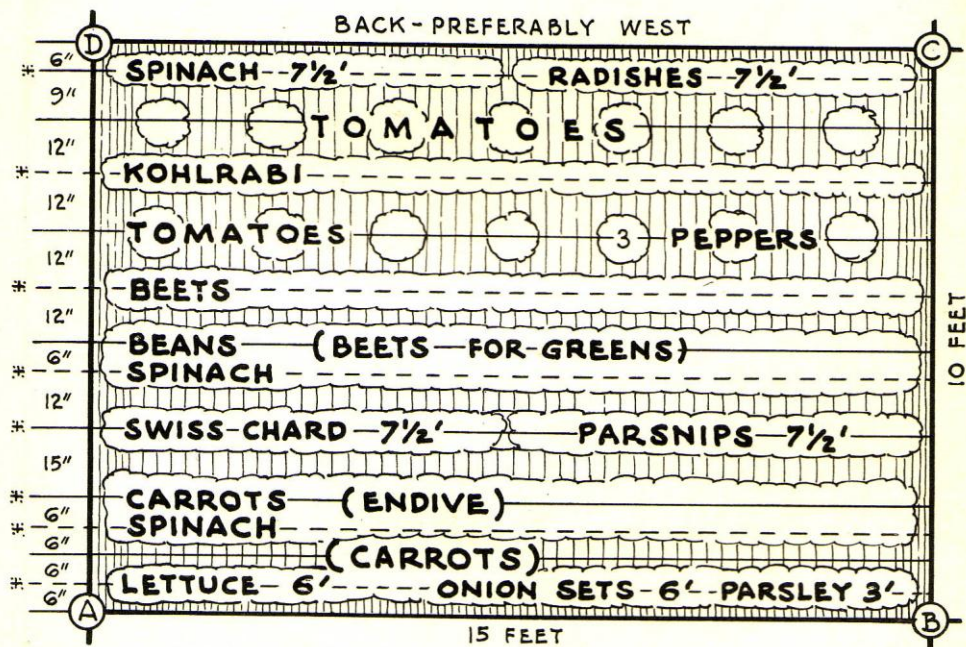 BACK-PREFERABLY WEST
D
C
6"
* SPINACH 7½' RADISHES 7½'
9"
TOMATOES
12"
* KOHLRABI
12"
TOMATOES 3 PEPPERS
12"
* BEETS
12"
BEANS (BEETS-FOR-GREENS)
6"
* SPINACH
12"
* SWISS-CHARD 7½' PARSNIPS 7½'
15"
* CARROTS (ENDIVE)
6"
* SPINACH
6"
(CARROTS)
6"
* LETTUCE-6' ONION SETS-6' PARSLEY 3'
6"
A
B
15 FEET
10 FEET